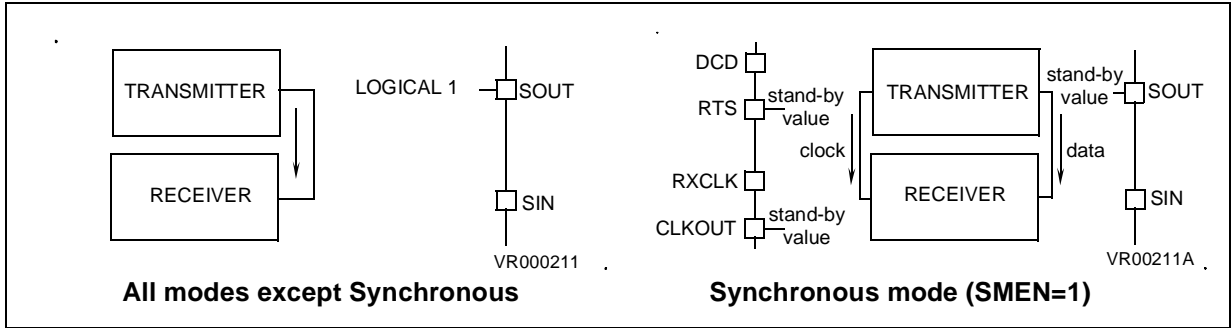 TRANSMITTER
RECEIVER
LOGICAL 1
SOUT
SIN
VR000211
All modes except Synchronous
DCD
RTS
stand-by
value
clock
RXCLK
CLKOUT
stand-by
value
TRANSMITTER
RECEIVER
data
stand-by
value
SOUT
SIN
VR00211A
Synchronous mode (SMEN=1)